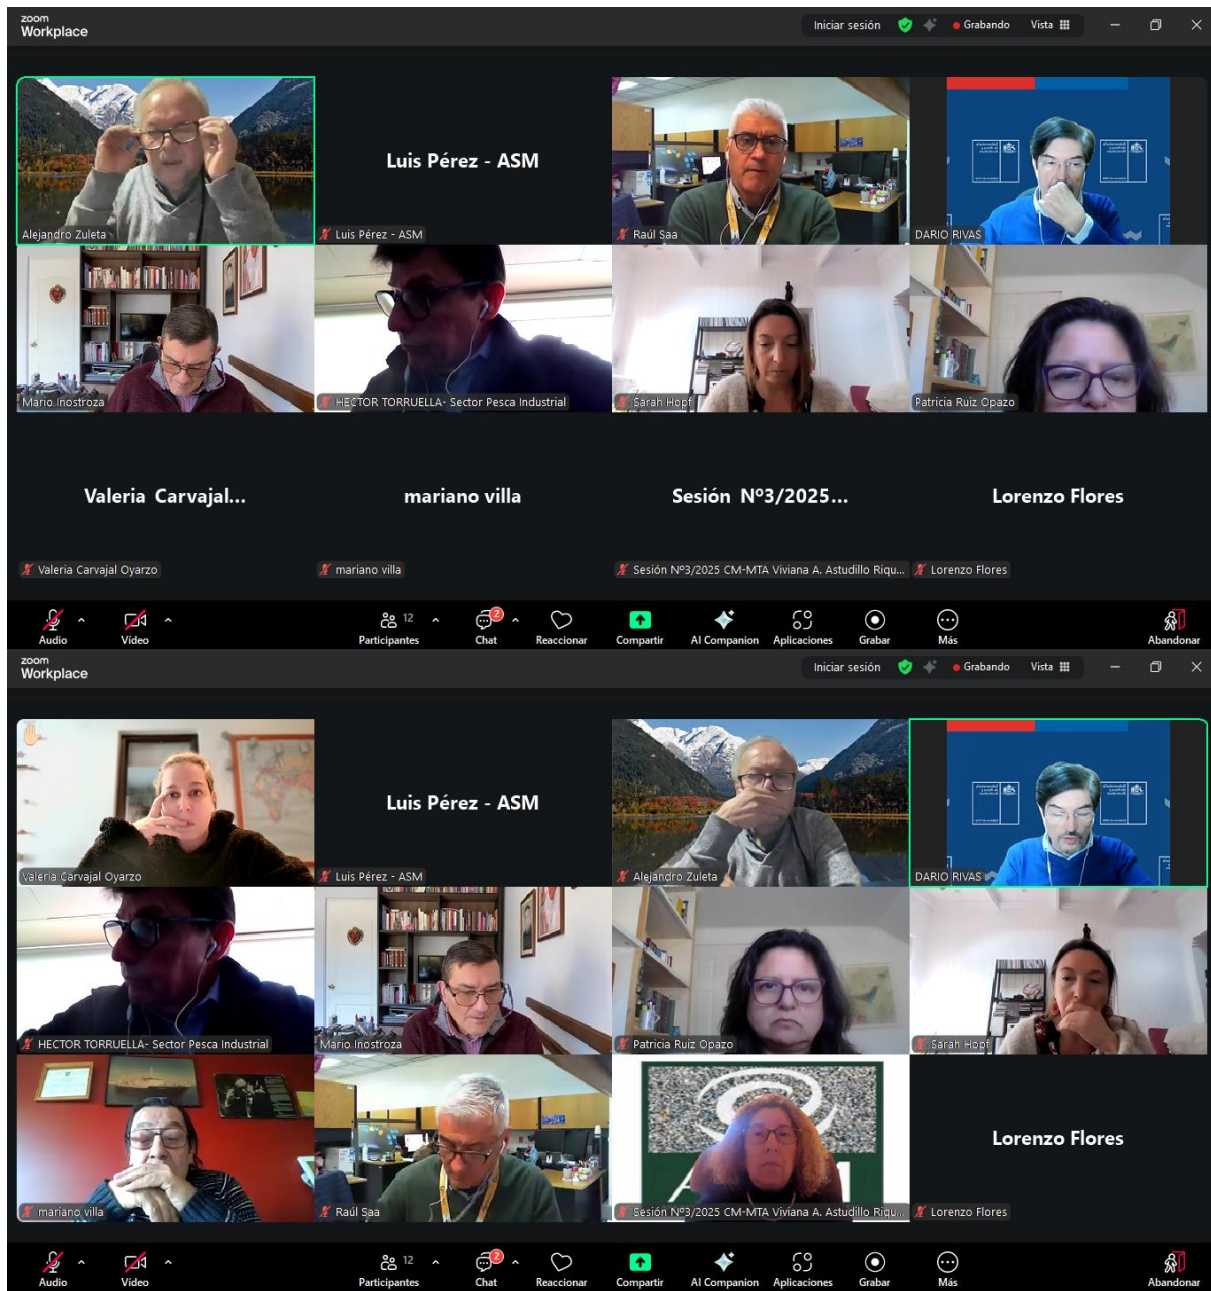 zoom
Workplace
Iniciar sesión
Grabando
Vista
Alejandro Zuleta
Luis Pérez - ASM
Luis Pérez - ASM
Raúl Saa
DARIO RIVAS
Mario Inostroza
HECTOR TORRUELLA- Sector Pesca Industrial
Sarah Hopf
Patricia Ruiz Opazo
Valeria Carvajal...
Valeria Carvajal Oyarzo
mariano villa
mariano villa
Sesión Nº3/2025...
Sesión Nº3/2025 CM-MTA Viviana A. Astudillo Riqu...
Lorenzo Flores
Lorenzo Flores
Audio
Vídeo
12
Participantes
2
Chat
Reaccionar
Compartir
AI Companion
Aplicaciones
Grabar
Más
Abandonar
zoom
Workplace
Iniciar sesión
Grabando
Vista
Valeria Carvajal Oyarzo
Luis Pérez - ASM
Luis Pérez - ASM
Alejandro Zuleta
DARIO RIVAS
HECTOR TORRUELLA- Sector Pesca Industrial
Mario Inostroza
Patricia Ruiz Opazo
Sarah Hopf
mariano villa
Raúl Saa
Sesión Nº3/2025 CM-MTA Viviana A. Astudillo Riqu...
Lorenzo Flores
Lorenzo Flores
Audio
Vídeo
12
Participantes
2
Chat
Reaccionar
Compartir
AI Companion
Aplicaciones
Grabar
Más
Abandonar